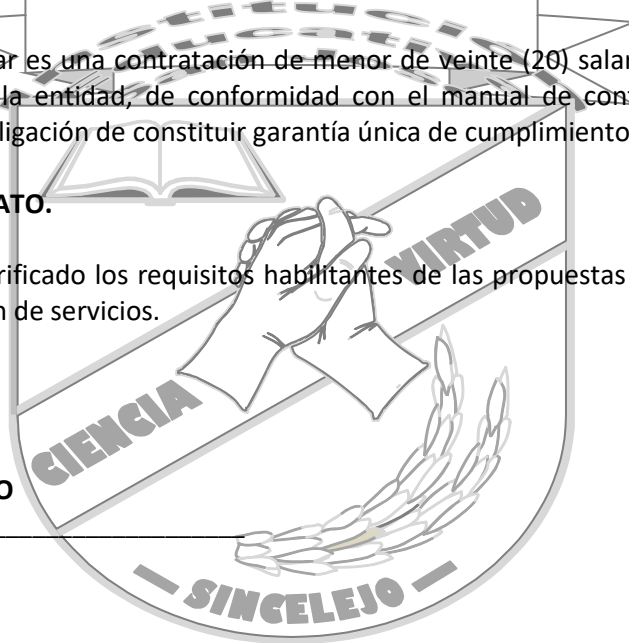 Institución
Educativa
ar es una contratación de menor de veinte (20) salar
la entidad, de conformidad con el manual de con
ligación de constituir garantía única de cumplimiento
ATO.
rificado los requisitos habilitantes de las propuestas
n de servicios.
VIRTUD
CIENCIA
O
SINCELEJO